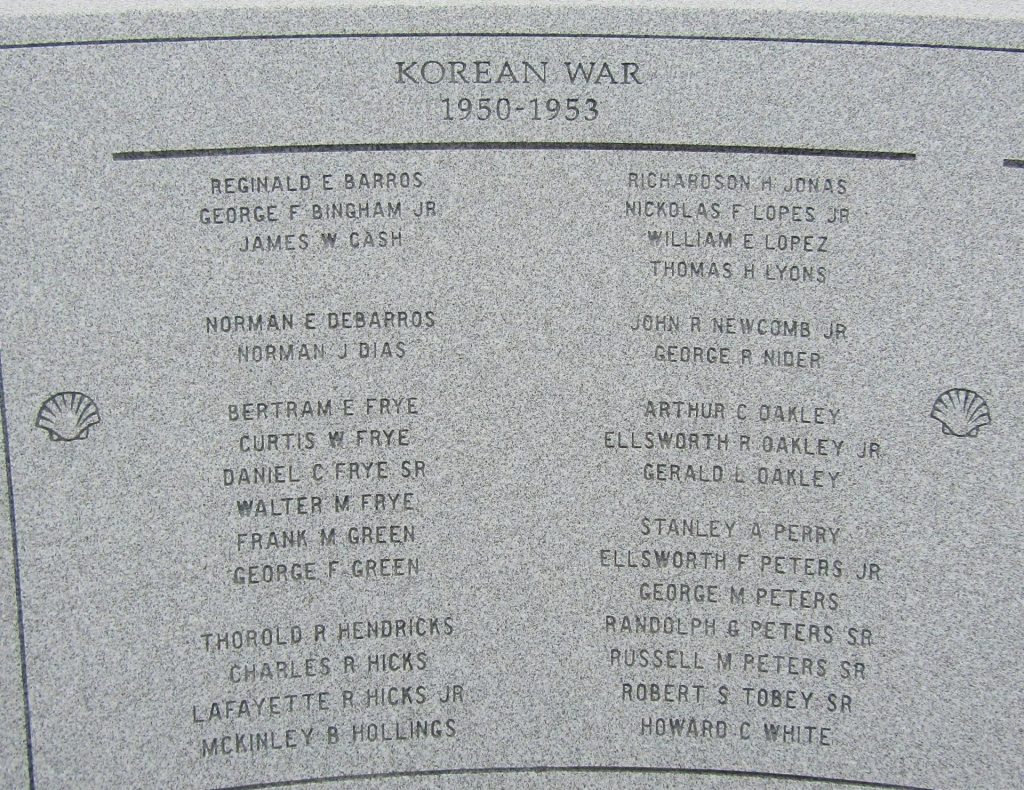 KOREAN WAR
1950-1953
REGINALD E BARROS
GEORGE F BINGHAM JR
JAMES W CASH
NORMAN E DEBARROS
NORMAN J DIAS
BERTRAM E FRYE
CURTIS W FRYE
DANIEL C FRYE SR
WALTER M FRYE
FRANK M GREEN
GEORGE F GREEN
THOROLD R HENDRICKS
CHARLES R HICKS
LAFAYETTE R HICKS JR
MCKINLEY B HOLLINGS
RICHARDSON H JONAS
NICKOLAS F LOPES JR
WILLIAM E LOPEZ
THOMAS H LYONS
JOHN R NEWCOMB JR
GEORGE R NIDER
ARTHUR C OAKLEY
ELLSWORTH R OAKLEY JR
GERALD L OAKLEY
STANLEY A PERRY
ELLSWORTH F PETERS JR
GEORGE M PETERS
RANDOLPH G PETERS SR
RUSSELL M PETERS SR
ROBERT S TOBEY SR
HOWARD C WHITE